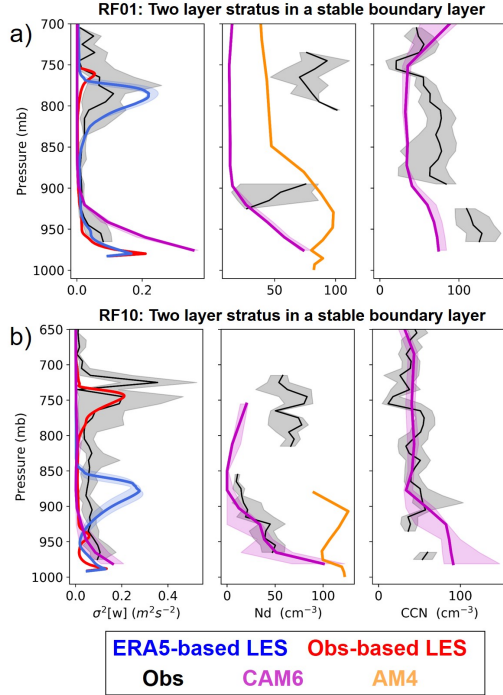 RF01: Two layer stratus in a stable boundary layer
a)
700
750
800
850
900
950
1000
Pressure (mb)
0.0
0.2
0
50
100
0
100
RF10: Two layer stratus in a stable boundary layer
b)
650
700
750
800
850
900
950
1000
Pressure (mb)
0.0
0.2
0.4
σ²[w] (m²s⁻²)
0
50
100
Nd (cm⁻³)
0
100
CCN (cm⁻³)
ERA5-based LES Obs-based LES
Obs CAM6 AM4